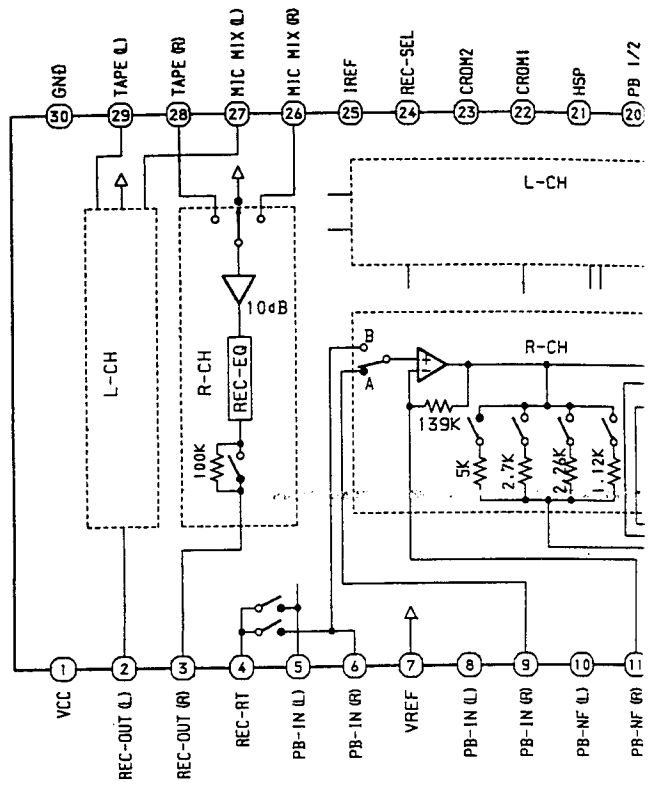 GND
TAPE (L)
TAPE (R)
MIC MIX (L)
MIC MIX (R)
IREF
REC-SEL
CROM2
CROM1
HSP
PB 1/2
30
29
28
27
26
25
24
23
22
21
20
L-CH
10dB
B
R-CH
L-CH
R-CH
REC-EQ
A
139K
100K
5K
2.7K
2.26K
1.12K
1
2
3
4
5
6
7
8
9
10
11
VCC
REC-OUT (L)
REC-OUT (R)
REC-RT
PB-IN (L)
PB-IN (R)
VREF
PB-IN (L)
PB-IN (R)
PB-NF (L)
PB-NF (R)